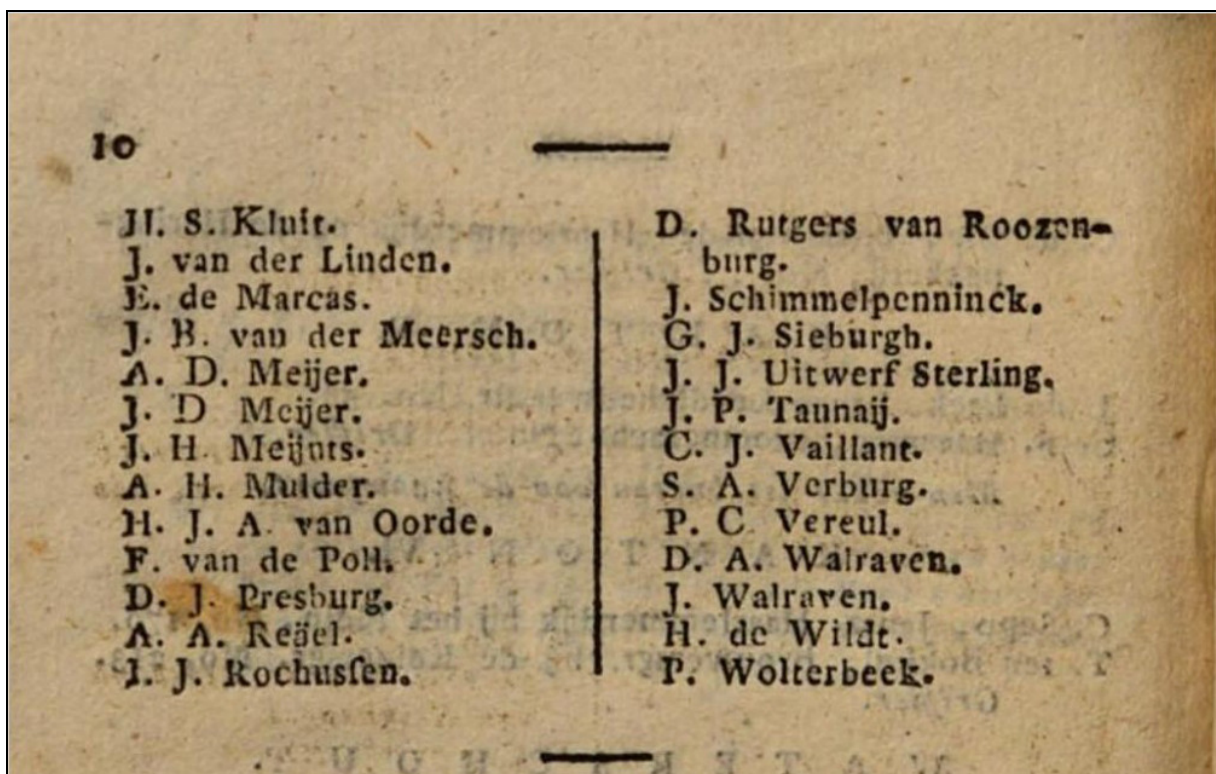 10
H. S. Kluit.
J. van der Linden.
E. de Marcas.
J. B. van der Meersch.
A. D. Meijer.
J. D Meijer.
J. H. Meijnts.
A. H. Mulder.
H. J. A. van Oorde.
F. van de Poll.
D. J. Presburg.
A. A. Reäel.
I. J. Rochusſen.
D. Rutgers van Roozen-
burg.
J. Schimmelpenninck.
G. J. Sieburgh.
J. J. Uitwerf Sterling.
J. P. Taunaij.
C. J. Vaillant.
S. A. Verburg.
P. C Vereul.
D. A. Walraven.
J. Walraven.
H. de Wildt.
P. Wolterbeek.